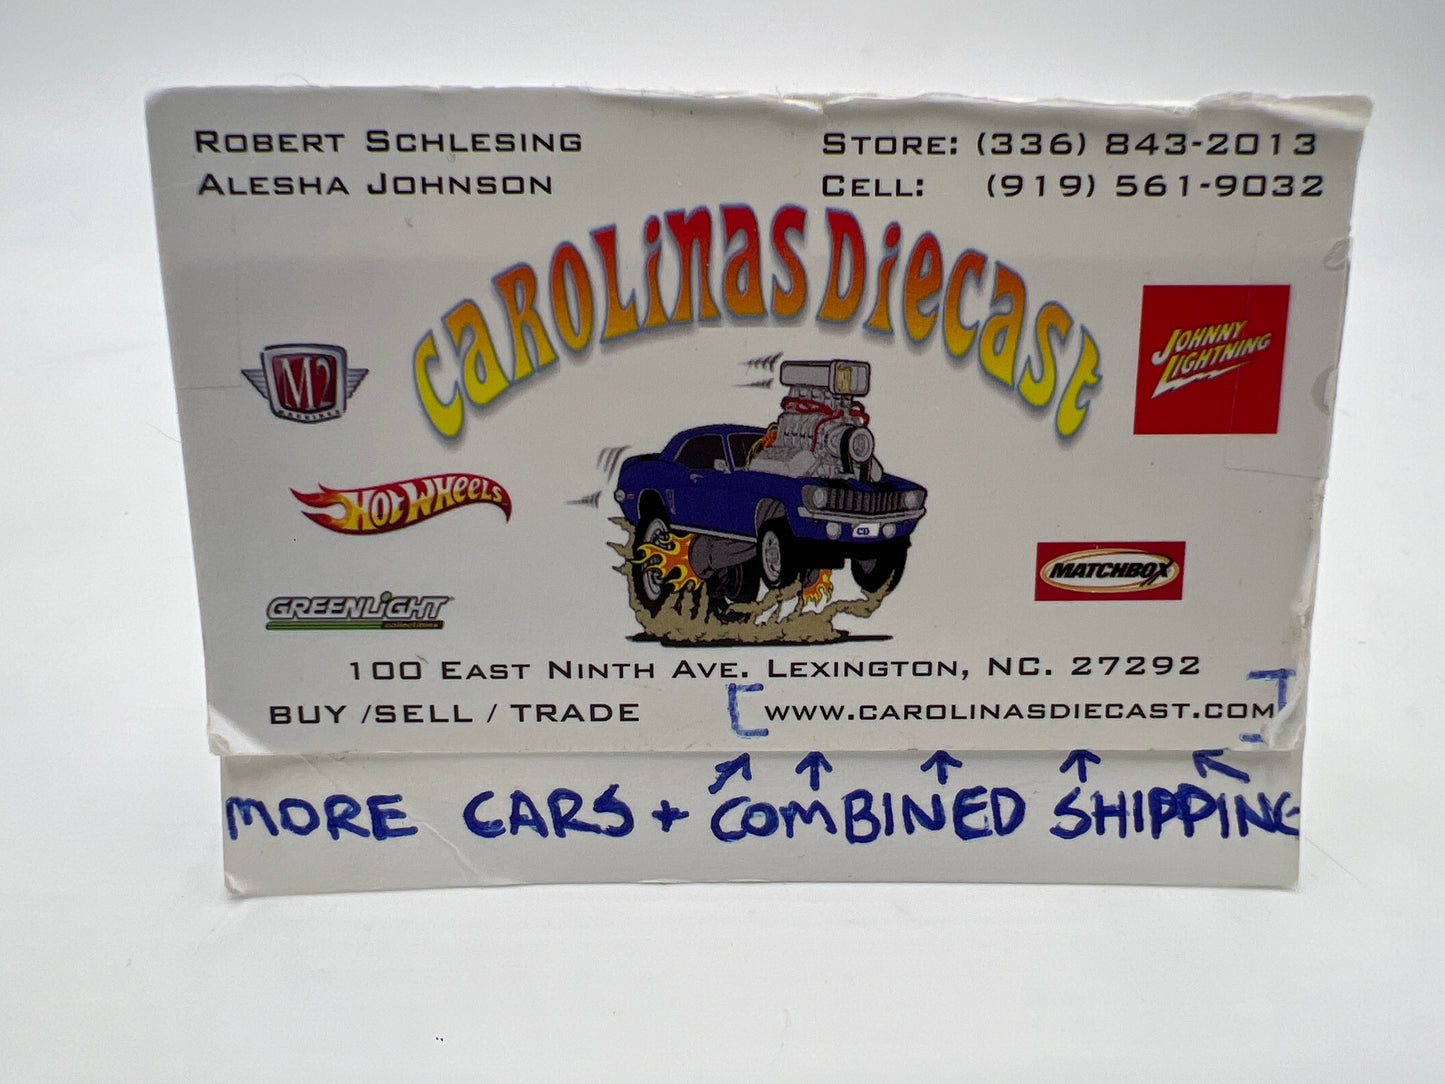 ROBERT SCHLESING
ALESHA JOHNSON
STORE: (336) 843-2013
CELL: (919) 561-9032
CAROLINAS DIECAST
M2
MACHINES
JOHNNY
LIGHTNING
HOT WHEELS
CD
MATCHBOX
GREENLIGHT
collectibles
100 EAST NINTH AVE. LEXINGTON, NC. 27292
BUY /SELL / TRADE
[WWW.CAROLINASDIECAST.COM]
MORE CARS + COMBINED SHIPPING